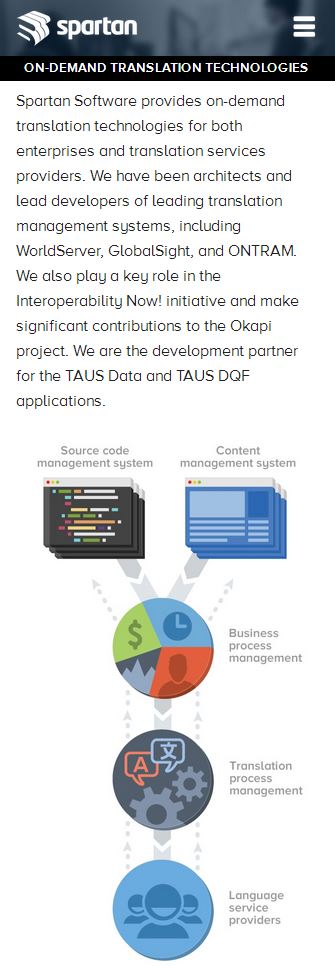 spartan
ON-DEMAND TRANSLATION TECHNOLOGIES
Spartan Software provides on-demand
translation technologies for both
enterprises and translation services
providers. We have been architects and
lead developers of leading translation
management systems, including
WorldServer, GlobalSight, and ONTRAM.
We also play a key role in the
Interoperability Now! initiative and make
significant contributions to the Okapi
project. We are the development partner
for the TAUS Data and TAUS DQF
applications.
Source code
management system
Content
management system
$
Business
process
management
A
文
Translation
process
management
Language
service
providers